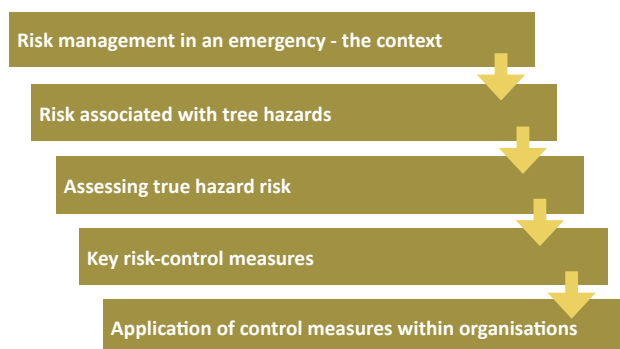 Risk management in an emergency - the context
Risk associated with tree hazards
Assessing true hazard risk
Key risk-control measures
Application of control measures within organisations